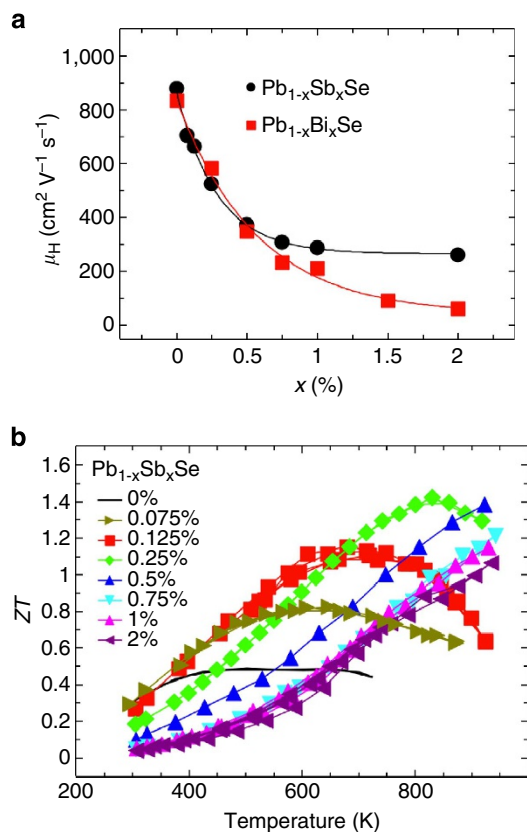 a
1,000
800
600
400
200
0
μH (cm² V⁻¹ s⁻¹)
Pb1-xSbxSe
Pb1-xBixSe
0 0.5 1 1.5 2
x (%)
b
1.6
1.4
1.2
1
0.8
0.6
0.4
0.2
0
ZT
Pb1-xSbxSe
0%
0.075%
0.125%
0.25%
0.5%
0.75%
1%
2%
200 400 600 800
Temperature (K)